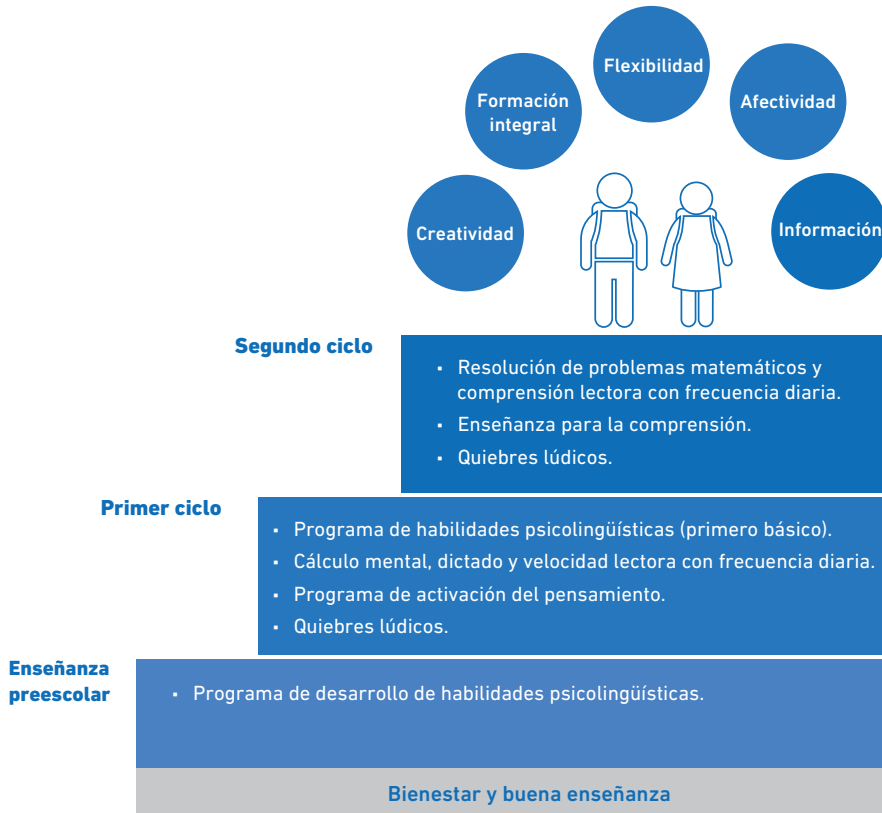 Flexibilidad
Formación
integral
Afectividad
Creatividad
Información
Segundo ciclo
▪ Resolución de problemas matemáticos y
comprensión lectora con frecuencia diaria.
▪ Enseñanza para la comprensión.
▪ Quiebres lúdicos.
Primer ciclo
▪ Programa de habilidades psicolingüísticas (primero básico).
▪ Cálculo mental, dictado y velocidad lectora con frecuencia diaria.
▪ Programa de activación del pensamiento.
▪ Quiebres lúdicos.
Enseñanza
preescolar
▪ Programa de desarrollo de habilidades psicolingüísticas.
Bienestar y buena enseñanza